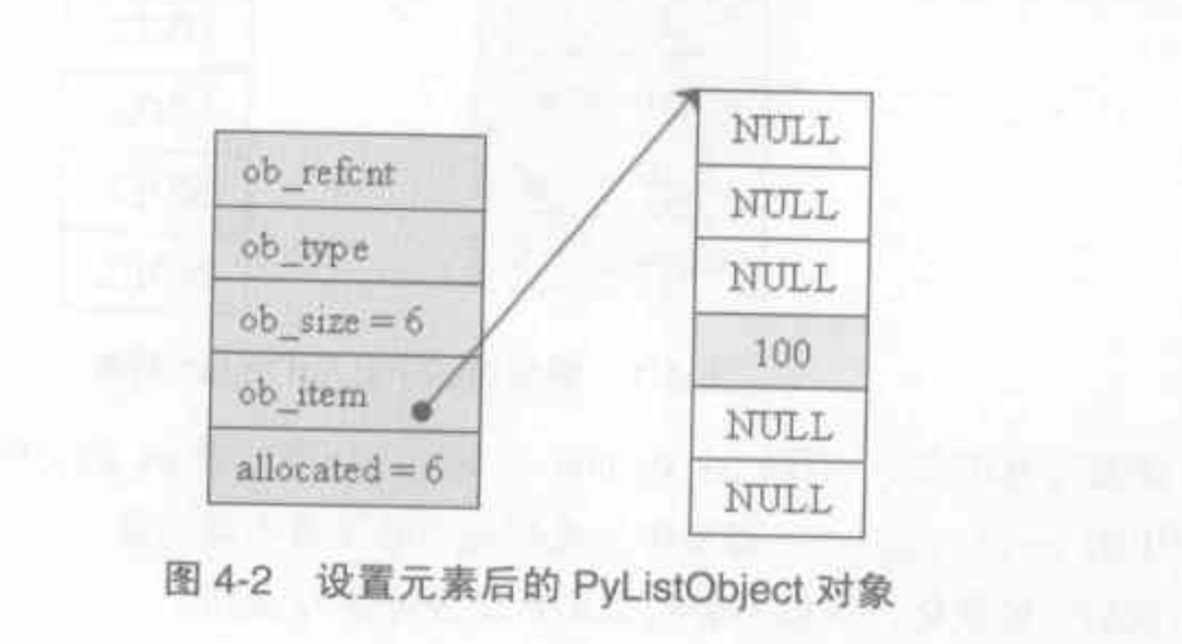 ob_refcnt
ob_type
ob_size = 6
ob_item
allocated = 6
NULL
NULL
NULL
100
NULL
NULL
图 4-2 设置元素后的 PyListObject 对象